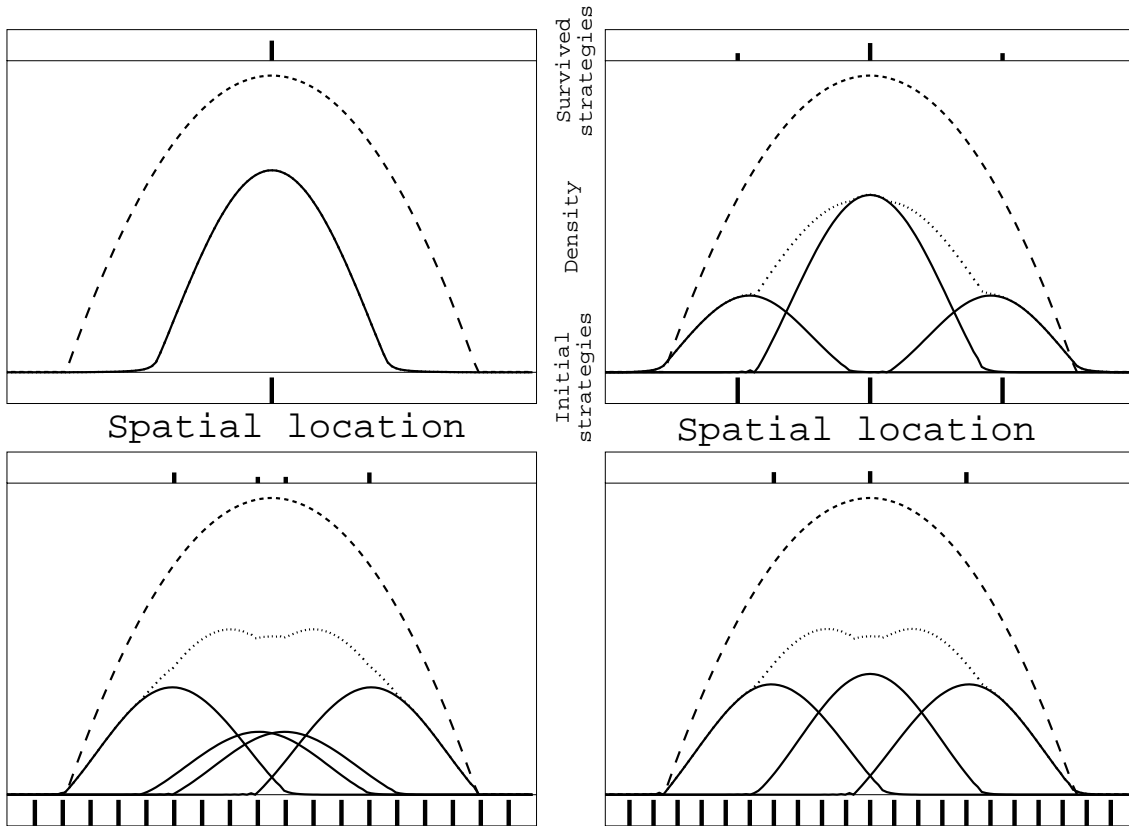 Survived
strategies
Density
Initial
strategies
Spatial location
Spatial location